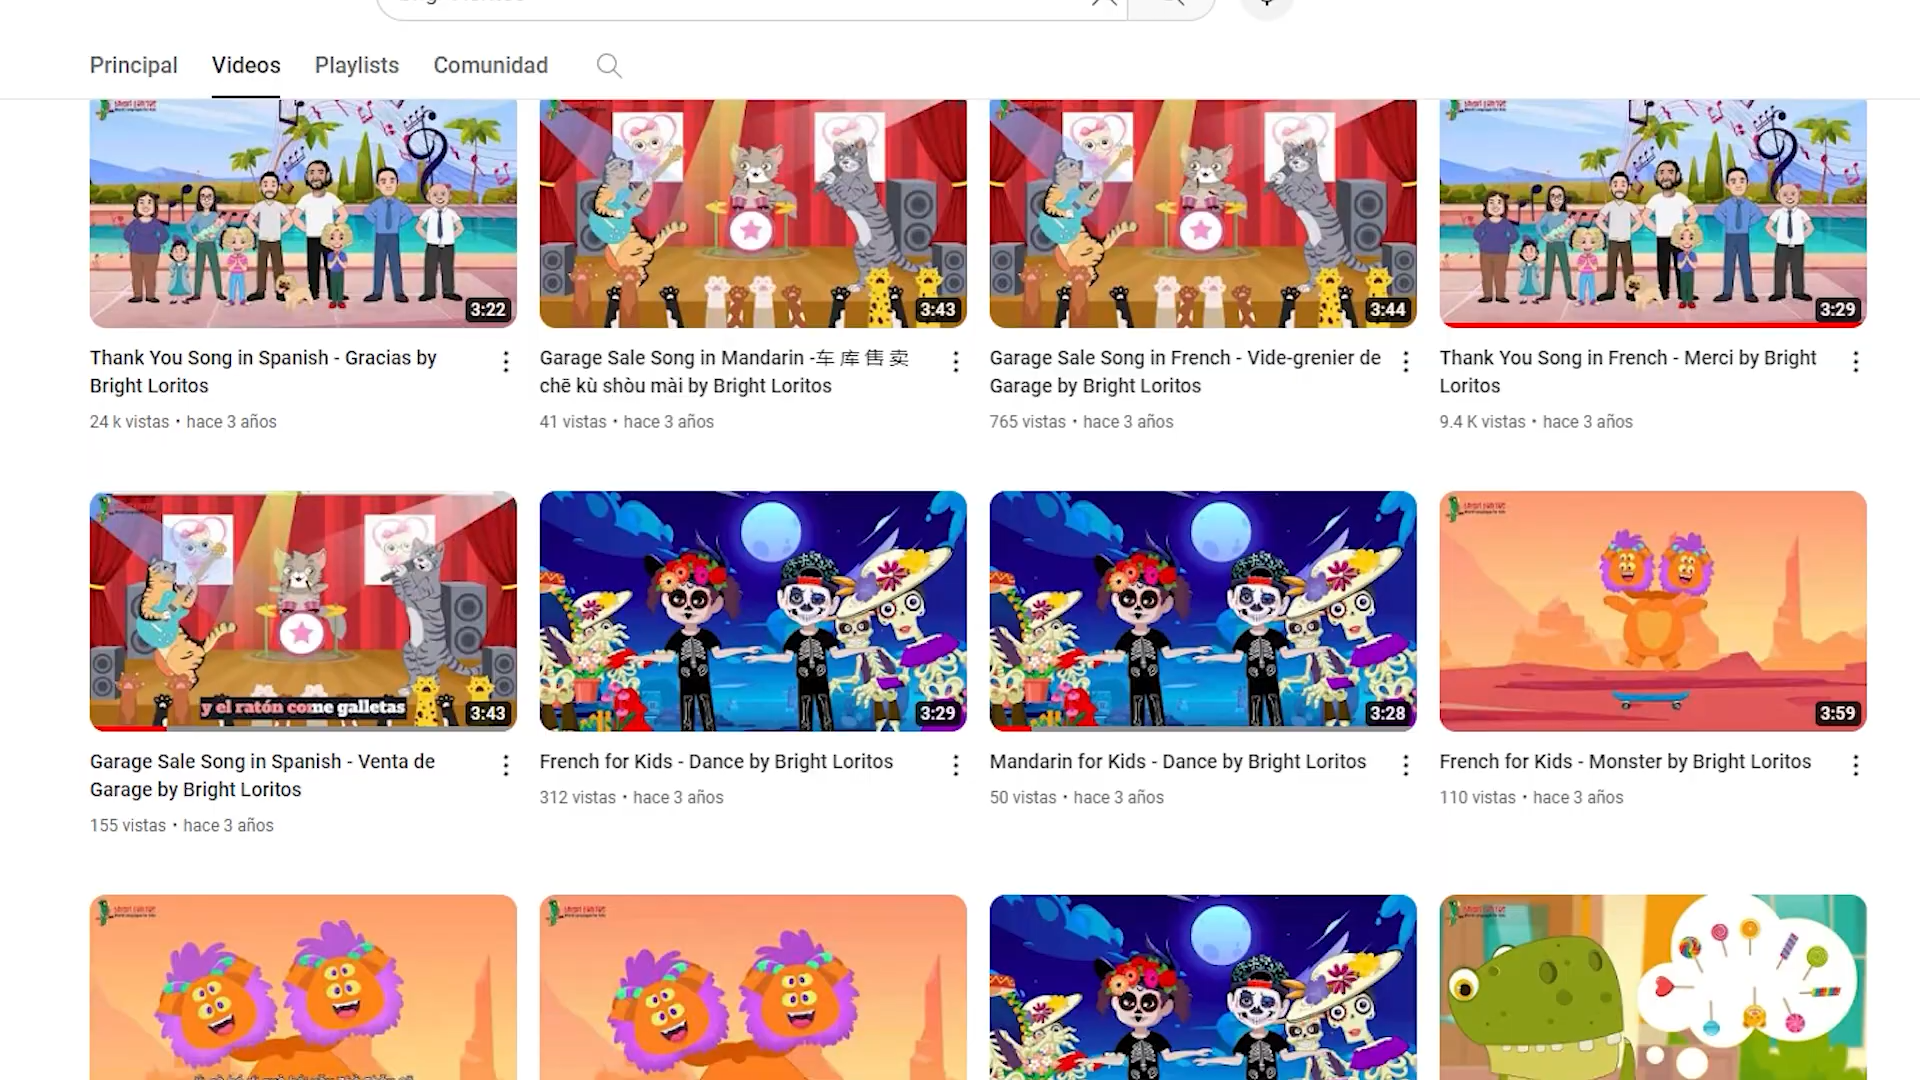 Principal Videos Playlists Comunidad
3:22
3:43
3:44
3:29
Thank You Song in Spanish - Gracias by
Bright Loritos
24 k vistas • hace 3 años
Garage Sale Song in Mandarin -车 库 售 卖
chē kù shòu mài by Bright Loritos
41 vistas • hace 3 años
Garage Sale Song in French - Vide-grenier de
Garage by Bright Loritos
765 vistas • hace 3 años
Thank You Song in French - Merci by Bright
Loritos
9.4 K vistas • hace 3 años
y el ratón come galletas
3:43
3:29
3:28
3:59
Garage Sale Song in Spanish - Venta de
Garage by Bright Loritos
155 vistas • hace 3 años
French for Kids - Dance by Bright Loritos
312 vistas • hace 3 años
Mandarin for Kids - Dance by Bright Loritos
50 vistas • hace 3 años
French for Kids - Monster by Bright Loritos
110 vistas • hace 3 años